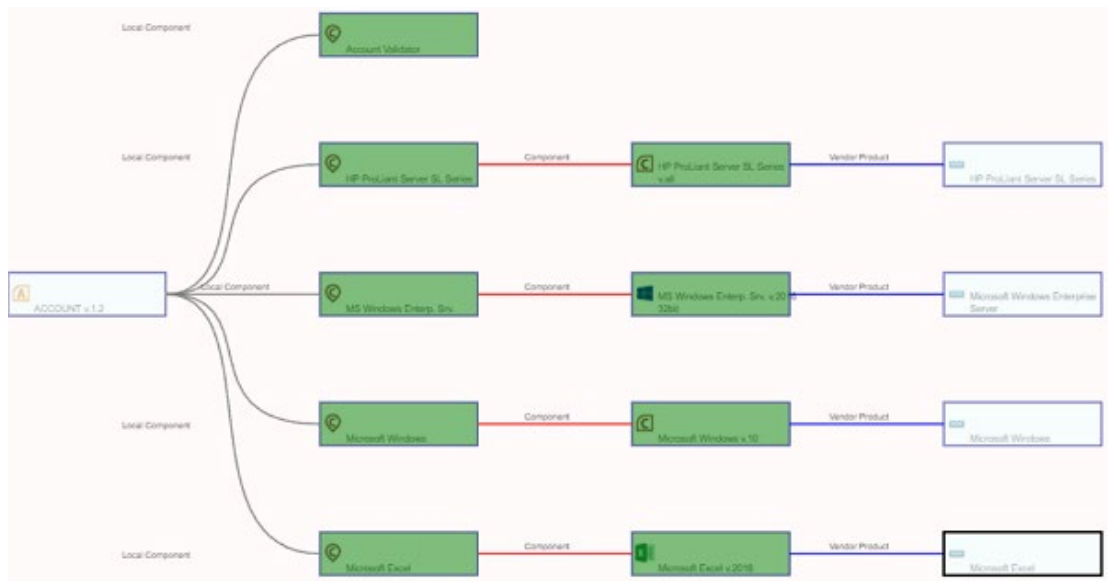 Local Component
Account Validator
Local Component
HP ProLiant Server SL Series
Component
HP ProLiant Server SL Series
v.all
Vendor Product
HP ProLiant Server SL Series
ACCOUNT v.1.2
Local Component
MS Windows Enterp. Srv.
Component
MS Windows Enterp. Srv. v.2016
32bit
Vendor Product
Microsoft Windows Enterprise
Server
Local Component
Microsoft Windows
Component
Microsoft Windows v.10
Vendor Product
Microsoft Windows
Local Component
Microsoft Excel
Component
Microsoft Excel v.2016
Vendor Product
Microsoft Excel